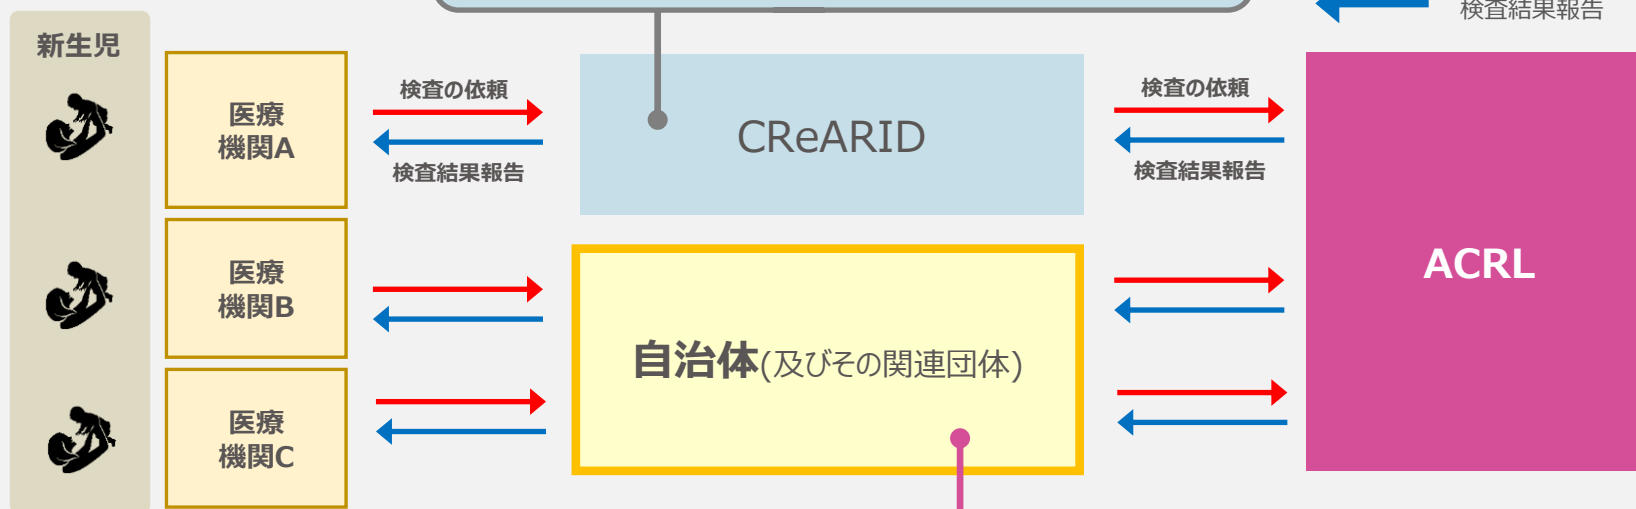 検査結果報告
新生児
医療
機関A
検査の依頼
検査結果報告
CReARID
検査の依頼
検査結果報告
ACRL
医療
機関B
自治体(及びその関連団体)
医療
機関C